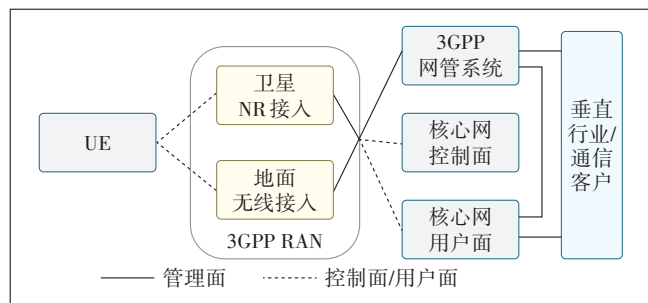 UE
卫星
NR接入
地面
无线接入
3GPP RAN
3GPP
网管系统
核心网
控制面
核心网
用户面
垂直
行业/
通信
客户
管理面
控制面/用户面